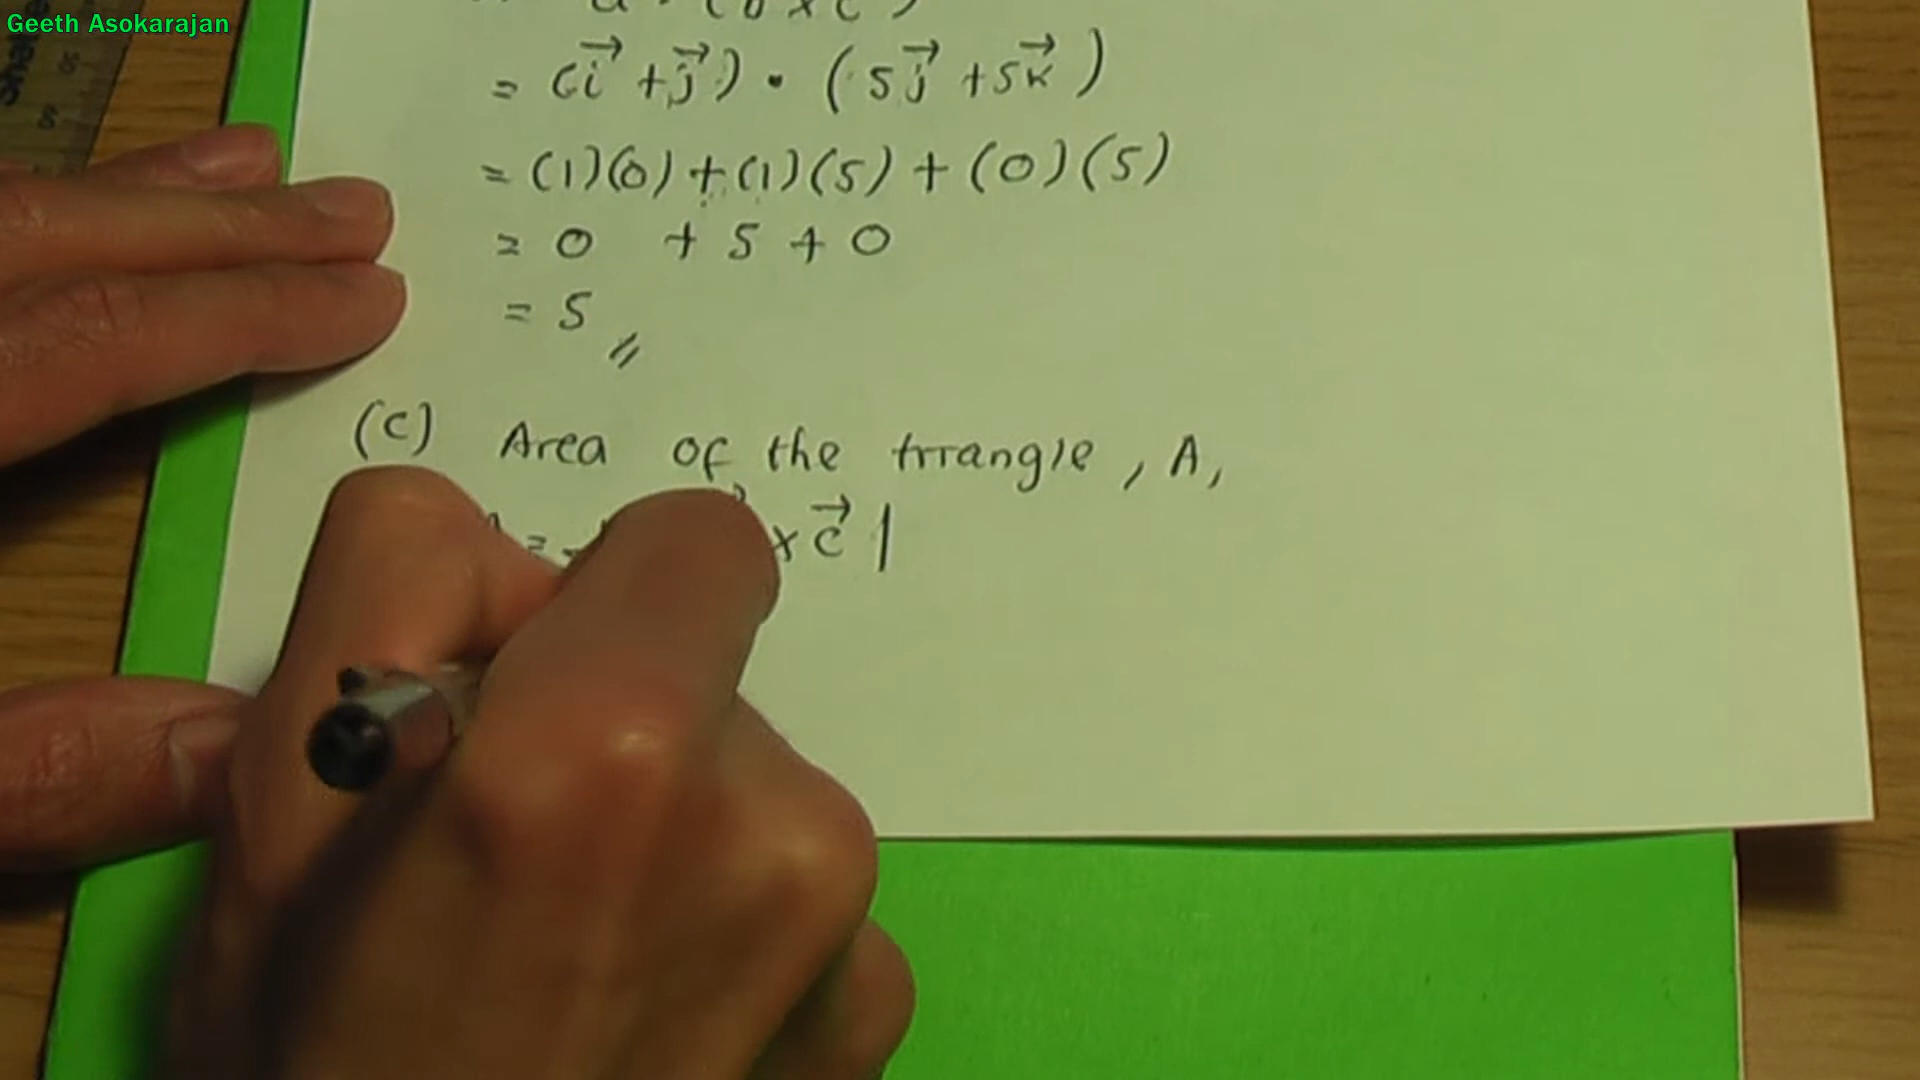 Geeth Asokarajan
= (i⃗ + j⃗) • (5j⃗ + 5k⃗)
= (1)(0) + (1)(5) + (0)(5)
= 0 + 5 + 0
= 5 //
(c) Area of the triangle, A,
= × c⃗ |